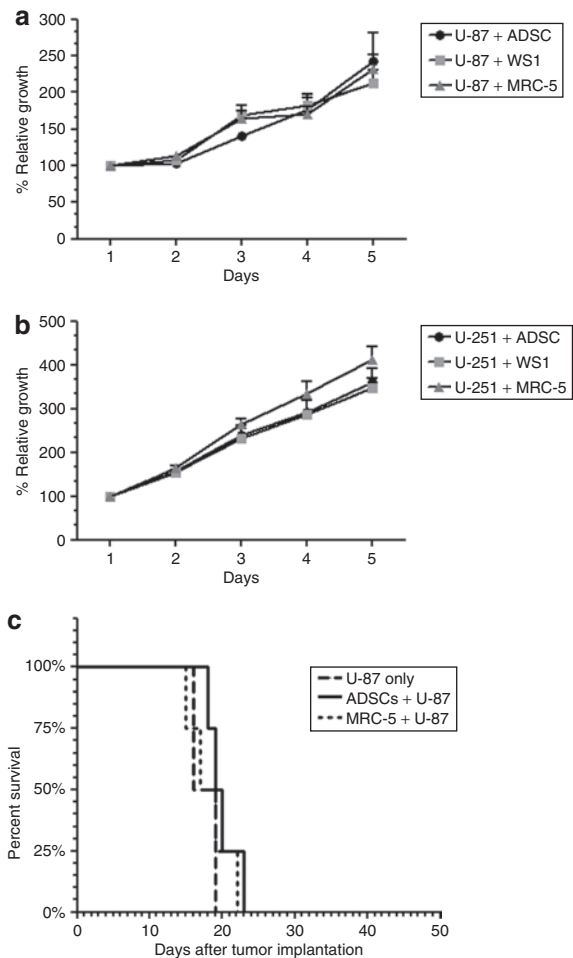 a
300
250
200
150
100
50
0
% Relative growth
1 2 3 4 5
Days
U-87 + ADSC
U-87 + WS1
U-87 + MRC-5
b
500
400
300
200
100
0
% Relative growth
1 2 3 4 5
Days
U-251 + ADSC
U-251 + WS1
U-251 + MRC-5
c
100%
75%
50%
25%
0%
Percent survival
0 10 20 30 40 50
Days after tumor implantation
U-87 only
ADSCs + U-87
MRC-5 + U-87